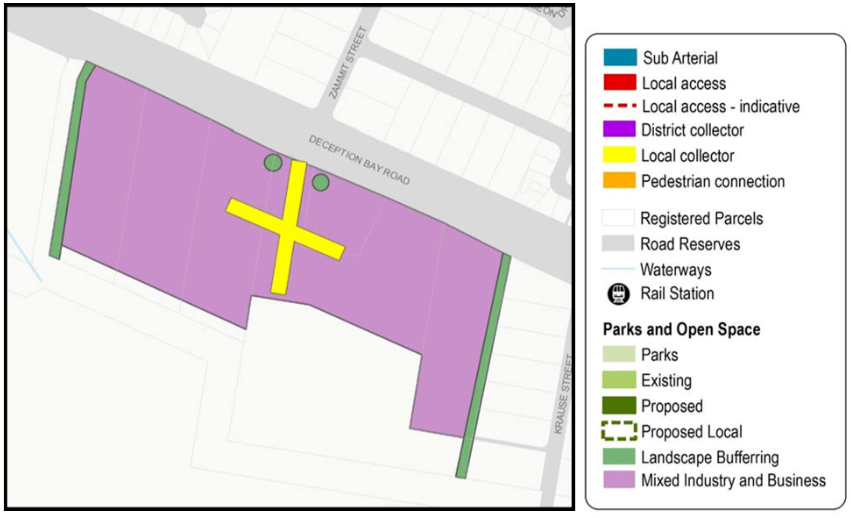 ZAMMIT STREET
DECEPTION BAY ROAD
KRAUSE STREET
Sub Arterial
Local access
Local access - indicative
District collector
Local collector
Pedestrian connection
Registered Parcels
Road Reserves
Waterways
Rail Station
Parks and Open Space
Parks
Existing
Proposed
Proposed Local
Landscape Bufferring
Mixed Industry and Business